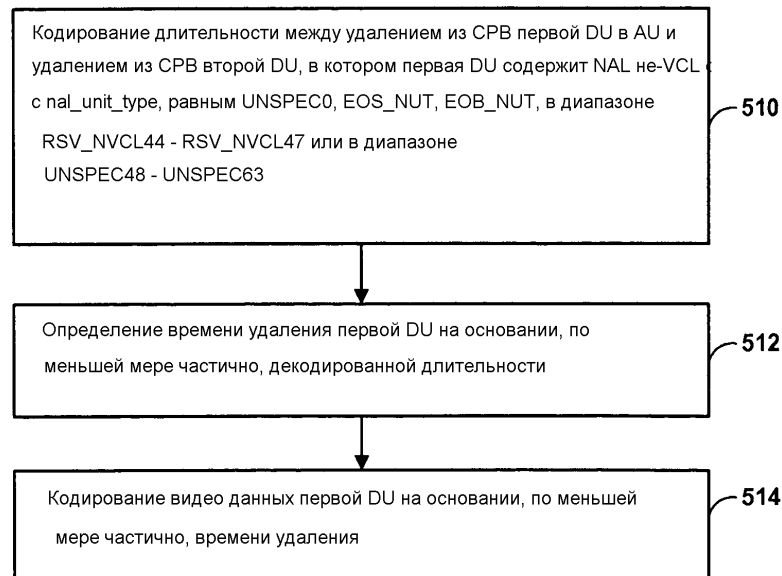 Кодирование длительности между удалением из CPB первой DU в AU и
удалением из CPB второй DU, в котором первая DU содержит NAL не-VCL с
с nal_unit_type, равным UNSPEC0, EOS_NUT, EOB_NUT, в диапазоне
RSV_NVCL44 - RSV_NVCL47 или в диапазоне
UNSPEC48 - UNSPEC63
510
Определение времени удаления первой DU на основании, по
меньшей мере частично, декодированной длительности
512
Кодирование видео данных первой DU на основании, по меньшей
мере частично, времени удаления
514